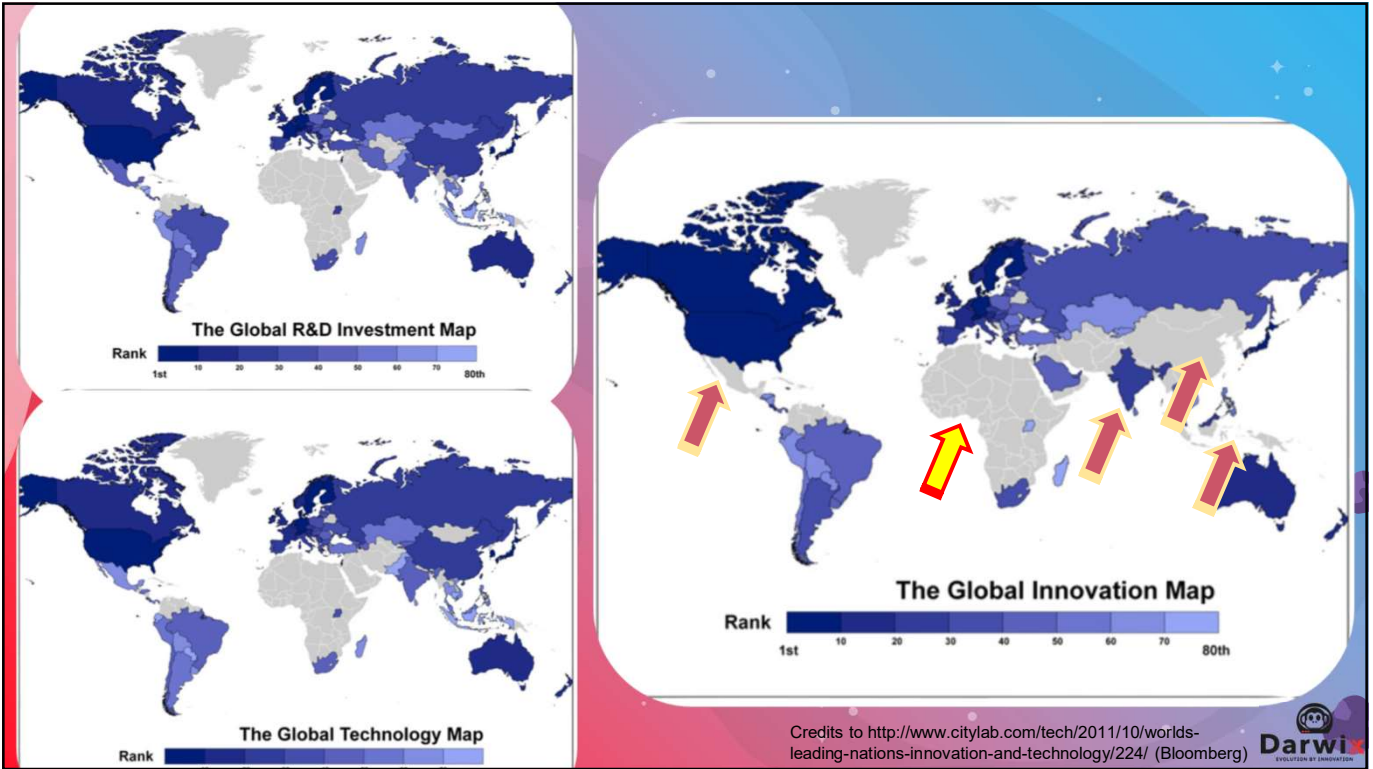 The Global R&D Investment Map
Rank
10 20 30 40 50 60 70
1st 80th
The Global Technology Map
Rank
The Global Innovation Map
Rank
10 20 30 40 50 60 70
1st 80th
Credits to http://www.citylab.com/tech/2011/10/worlds-
leading-nations-innovation-and-technology/224/ (Bloomberg)
Darwix
EVOLUTION BY INNOVATION